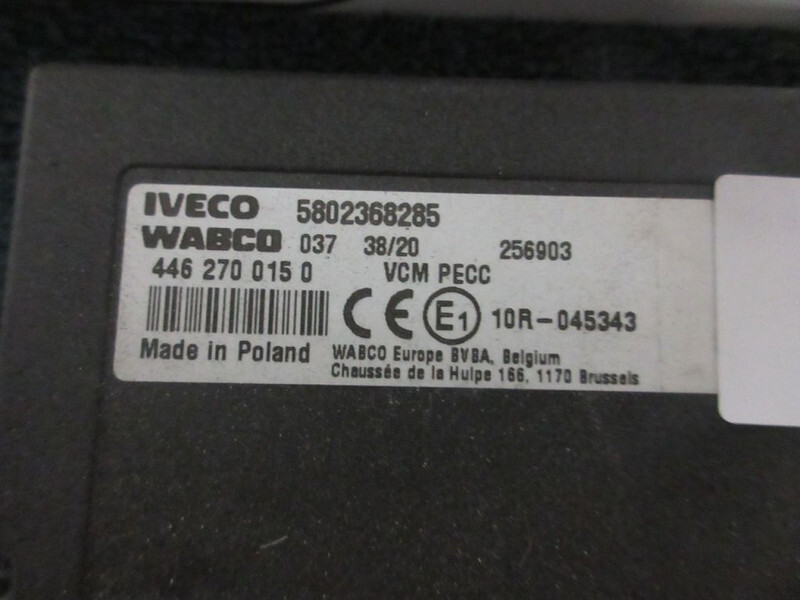 IVECO 5802368285
WABCO 037 38/20 256903
446 270 015 0 VCM PECC
CE E1 10R-045343
Made in Poland WABCO Europe BVBA, Belgium
Chaussée de la Hulpe 166, 1170 Brussels